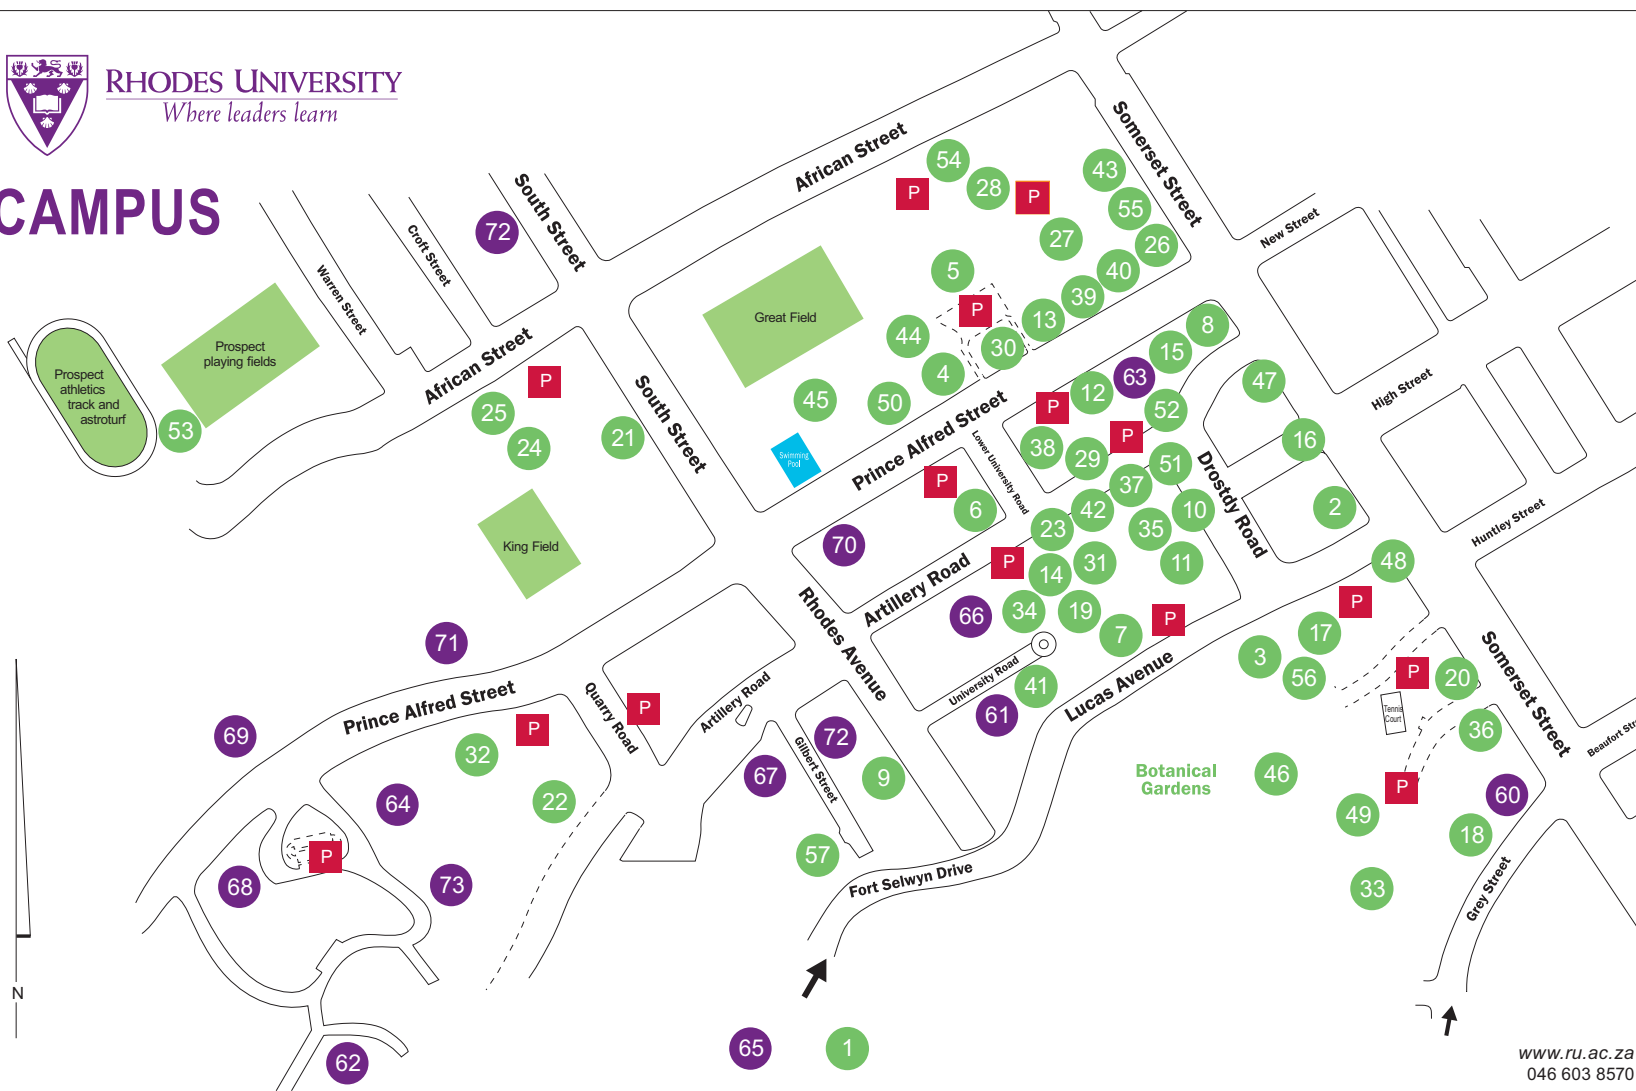 RHODES UNIVERSITY
Where leaders learn
CAMPUS
African Street
Somerset Street
South Street
Croft Street
Warren Street
New Street
54
43
28
P
P
55
72
27
26
5
40
39
P
13
Great Field
44
30
8
Prospect
playing fields
African Street
15
Prospect
athletics
track and
astroturf
P
South Street
4
63
47
12
High Street
25
45
50
P
52
53
21
24
Prince Alfred Street
Lower University Road
38
P
16
Swimming
Pool
29
51
Drostdy Road
P
37
6
42
10
2
Huntley Street
23
35
70
King Field
31
11
48
P
14
Artillery Road
P
Rhodes Avenue
66
34
19
P
7
17
71
3
University Road
Lucas Avenue
P
56
20
41
Somerset Street
Prince Alfred Street
Quarry Road
P
Artillery Road
61
Tennis
Court
69
P
72
36
Beaufort Str
32
Gilbert Street
67
9
Botanical
Gardens
46
P
60
64
22
49
18
57
P
68
73
Fort Selwyn Drive
33
Grey Street
N
65
1
62
www.ru.ac.za
046 603 8570